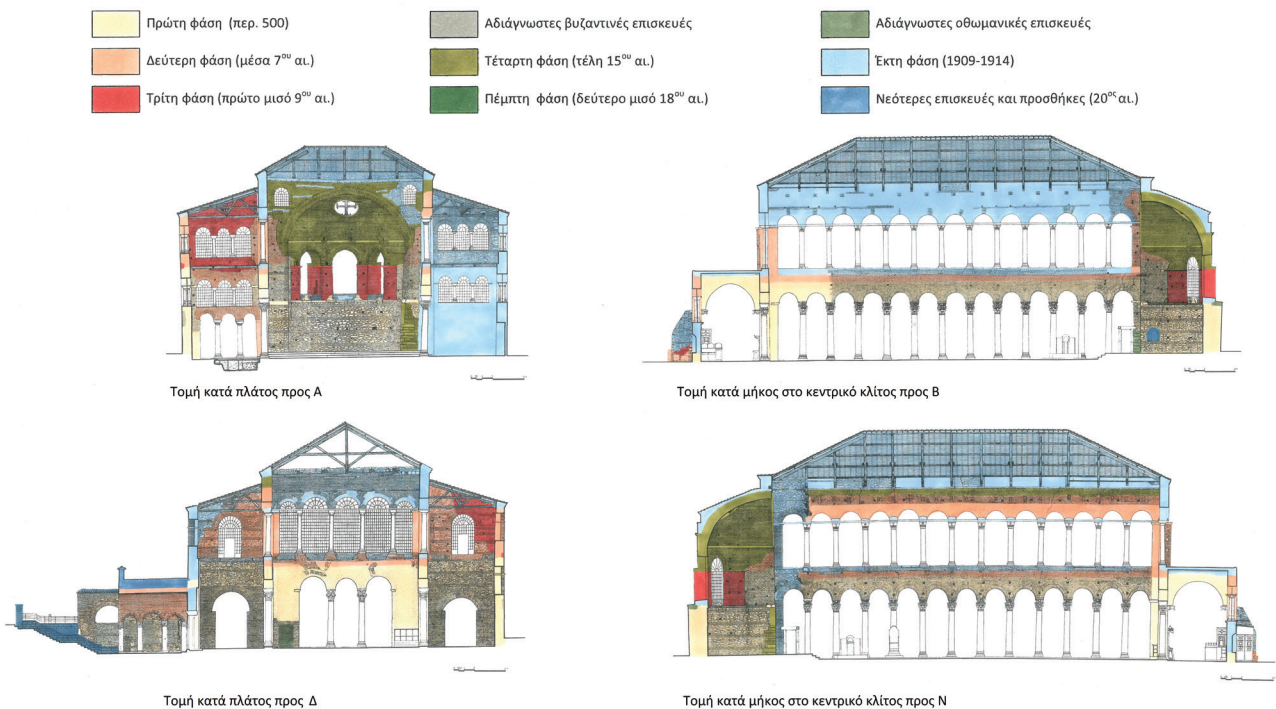 Πρώτη φάση (περ. 500)
Αδιάγνωστες βυζαντινές επισκευές
Αδιάγνωστες οθωμανικές επισκευές
Δεύτερη φάση (μέσα 7ου αι.)
Τέταρτη φάση (τέλη 15ου αι.)
Έκτη φάση (1909-1914)
Τρίτη φάση (πρώτο μισό 9ου αι.)
Πέμπτη φάση (δεύτερο μισό 18ου αι.)
Νεότερες επισκευές και προσθήκες (20ος αι.)
Τομή κατά πλάτος προς Α
Τομή κατά μήκος στο κεντρικό κλίτος προς Β
Τομή κατά πλάτος προς Δ
Τομή κατά μήκος στο κεντρικό κλίτος προς Ν